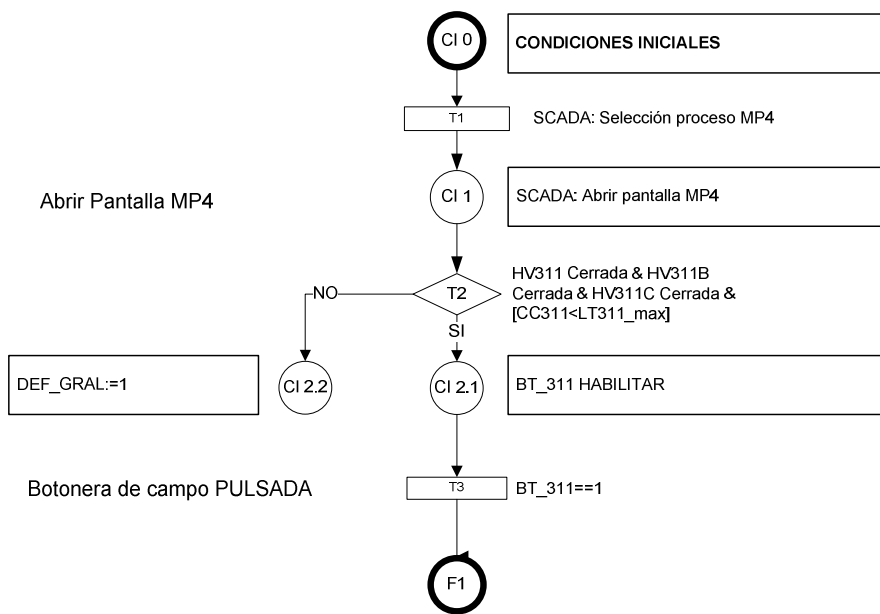 CI 0
CONDICIONES INICIALES
T1
SCADA: Selección proceso MP4
Abrir Pantalla MP4
CI 1
SCADA: Abrir pantalla MP4
NO
T2
HV311 Cerrada & HV311B
Cerrada & HV311C Cerrada &
[CC311<LT311_max]
SI
DEF_GRAL:=1
CI 2.2
CI 2.1
BT_311 HABILITAR
Botonera de campo PULSADA
T3
BT_311==1
F1